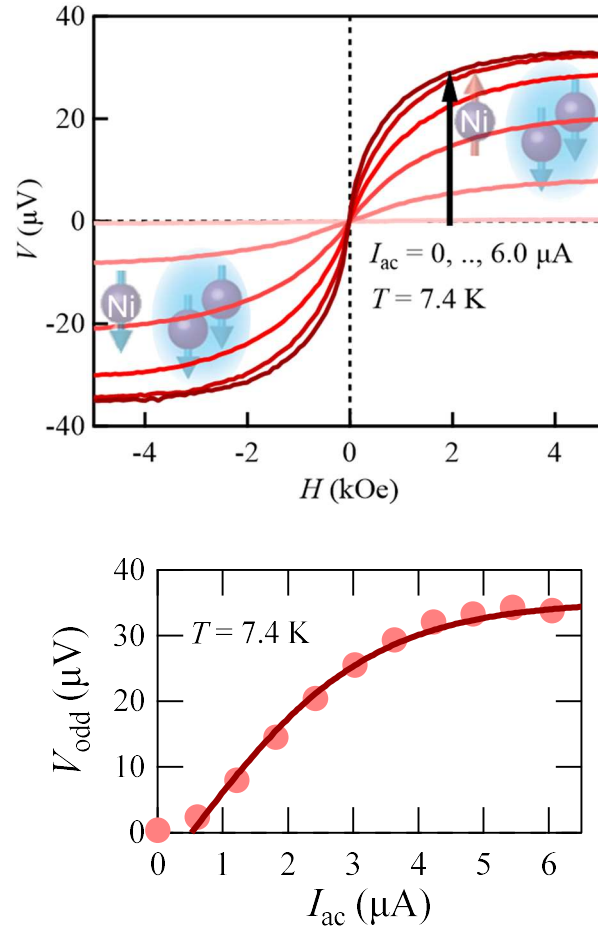 40
20
0
-20
-40
V (μV)
Ni
Ni
I_ac = 0, .., 6.0 μA
T = 7.4 K
-4
-2
0
2
4
H (kOe)
40
30
20
10
0
V_odd (μV)
T = 7.4 K
0
1
2
3
4
5
6
I_ac (μA)